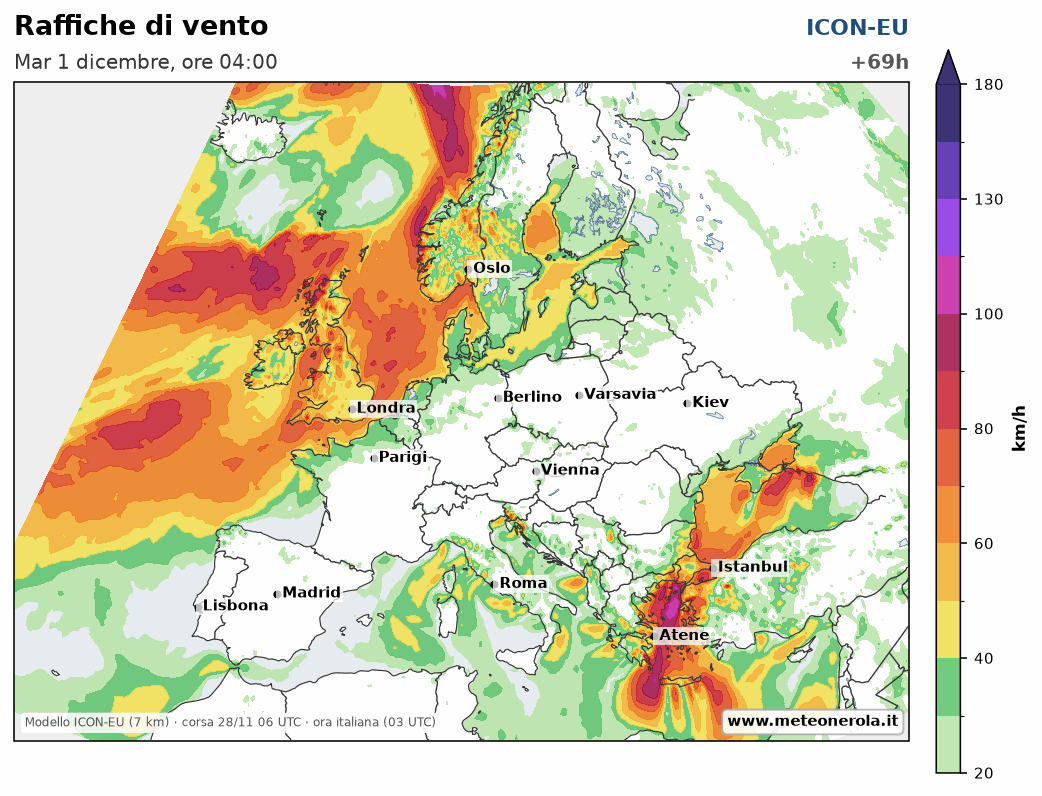 Raffiche di vento
ICON-EU
Mar 1 dicembre, ore 04:00
+69h
180
130
100
80
60
40
20
km/h
Oslo
Berlino
Varsavia
Kiev
Londra
Parigi
Vienna
Istanbul
Roma
Madrid
Lisbona
Atene
Modello ICON-EU (7 km) · corsa 28/11 06 UTC · ora italiana (03 UTC)
www.meteonerola.it